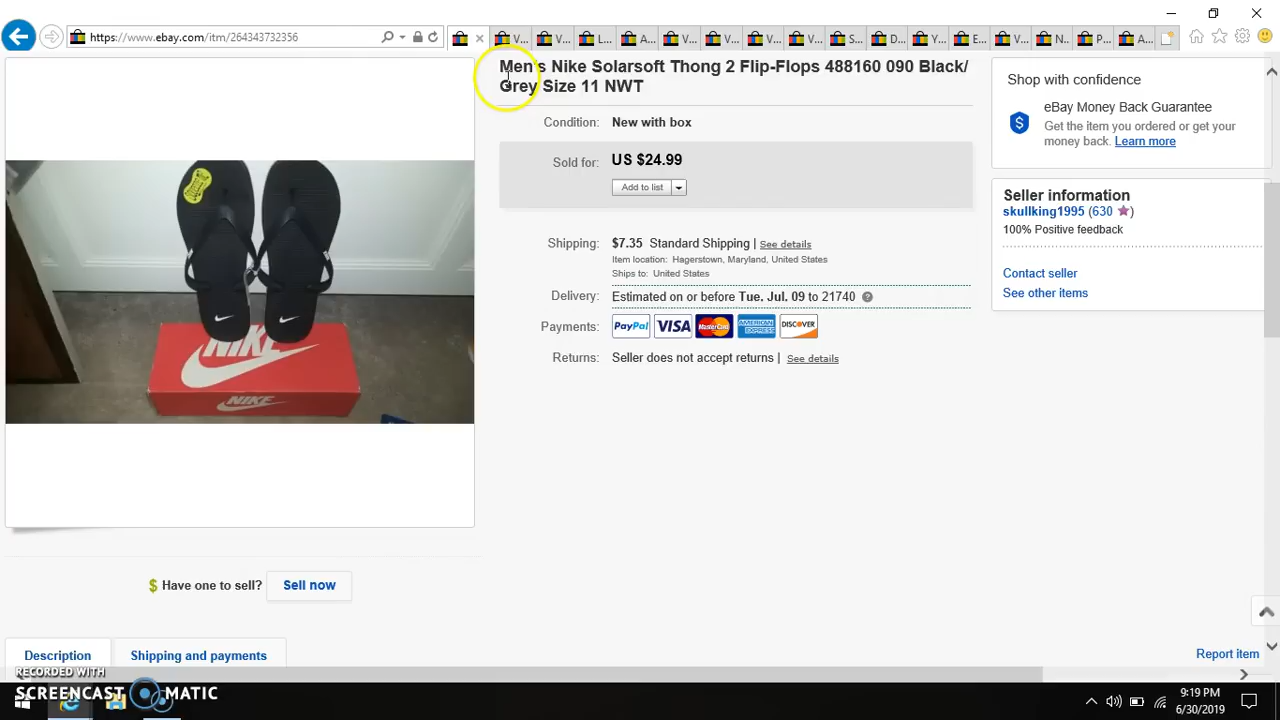 https://www.ebay.com/itm/264343732356
V...
V...
L...
A...
V...
V...
V...
V...
S...
D...
Y...
E...
V...
N...
P...
A...
Men's Nike Solarsoft Thong 2 Flip-Flops 488160 090 Black/
Grey Size 11 NWT
Condition: New with box
Sold for: US $24.99
Add to list
Shipping: $7.35 Standard Shipping | See details
Item location: Hagerstown, Maryland, United States
Ships to: United States
Delivery: Estimated on or before Tue. Jul. 09 to 21740
Payments: PayPal VISA MasterCard AMERICAN EXPRESS DISCOVER
Returns: Seller does not accept returns | See details
Shop with confidence
eBay Money Back Guarantee
Get the item you ordered or get your
money back. Learn more
Seller information
skullking1995 (630 )
100% Positive feedback
Contact seller
See other items
NIKE
NIKE
$ Have one to sell? Sell now
Description
Shipping and payments
Report item
RECORDED WITH
SCREENCAST MATIC
9:19 PM
6/30/2019